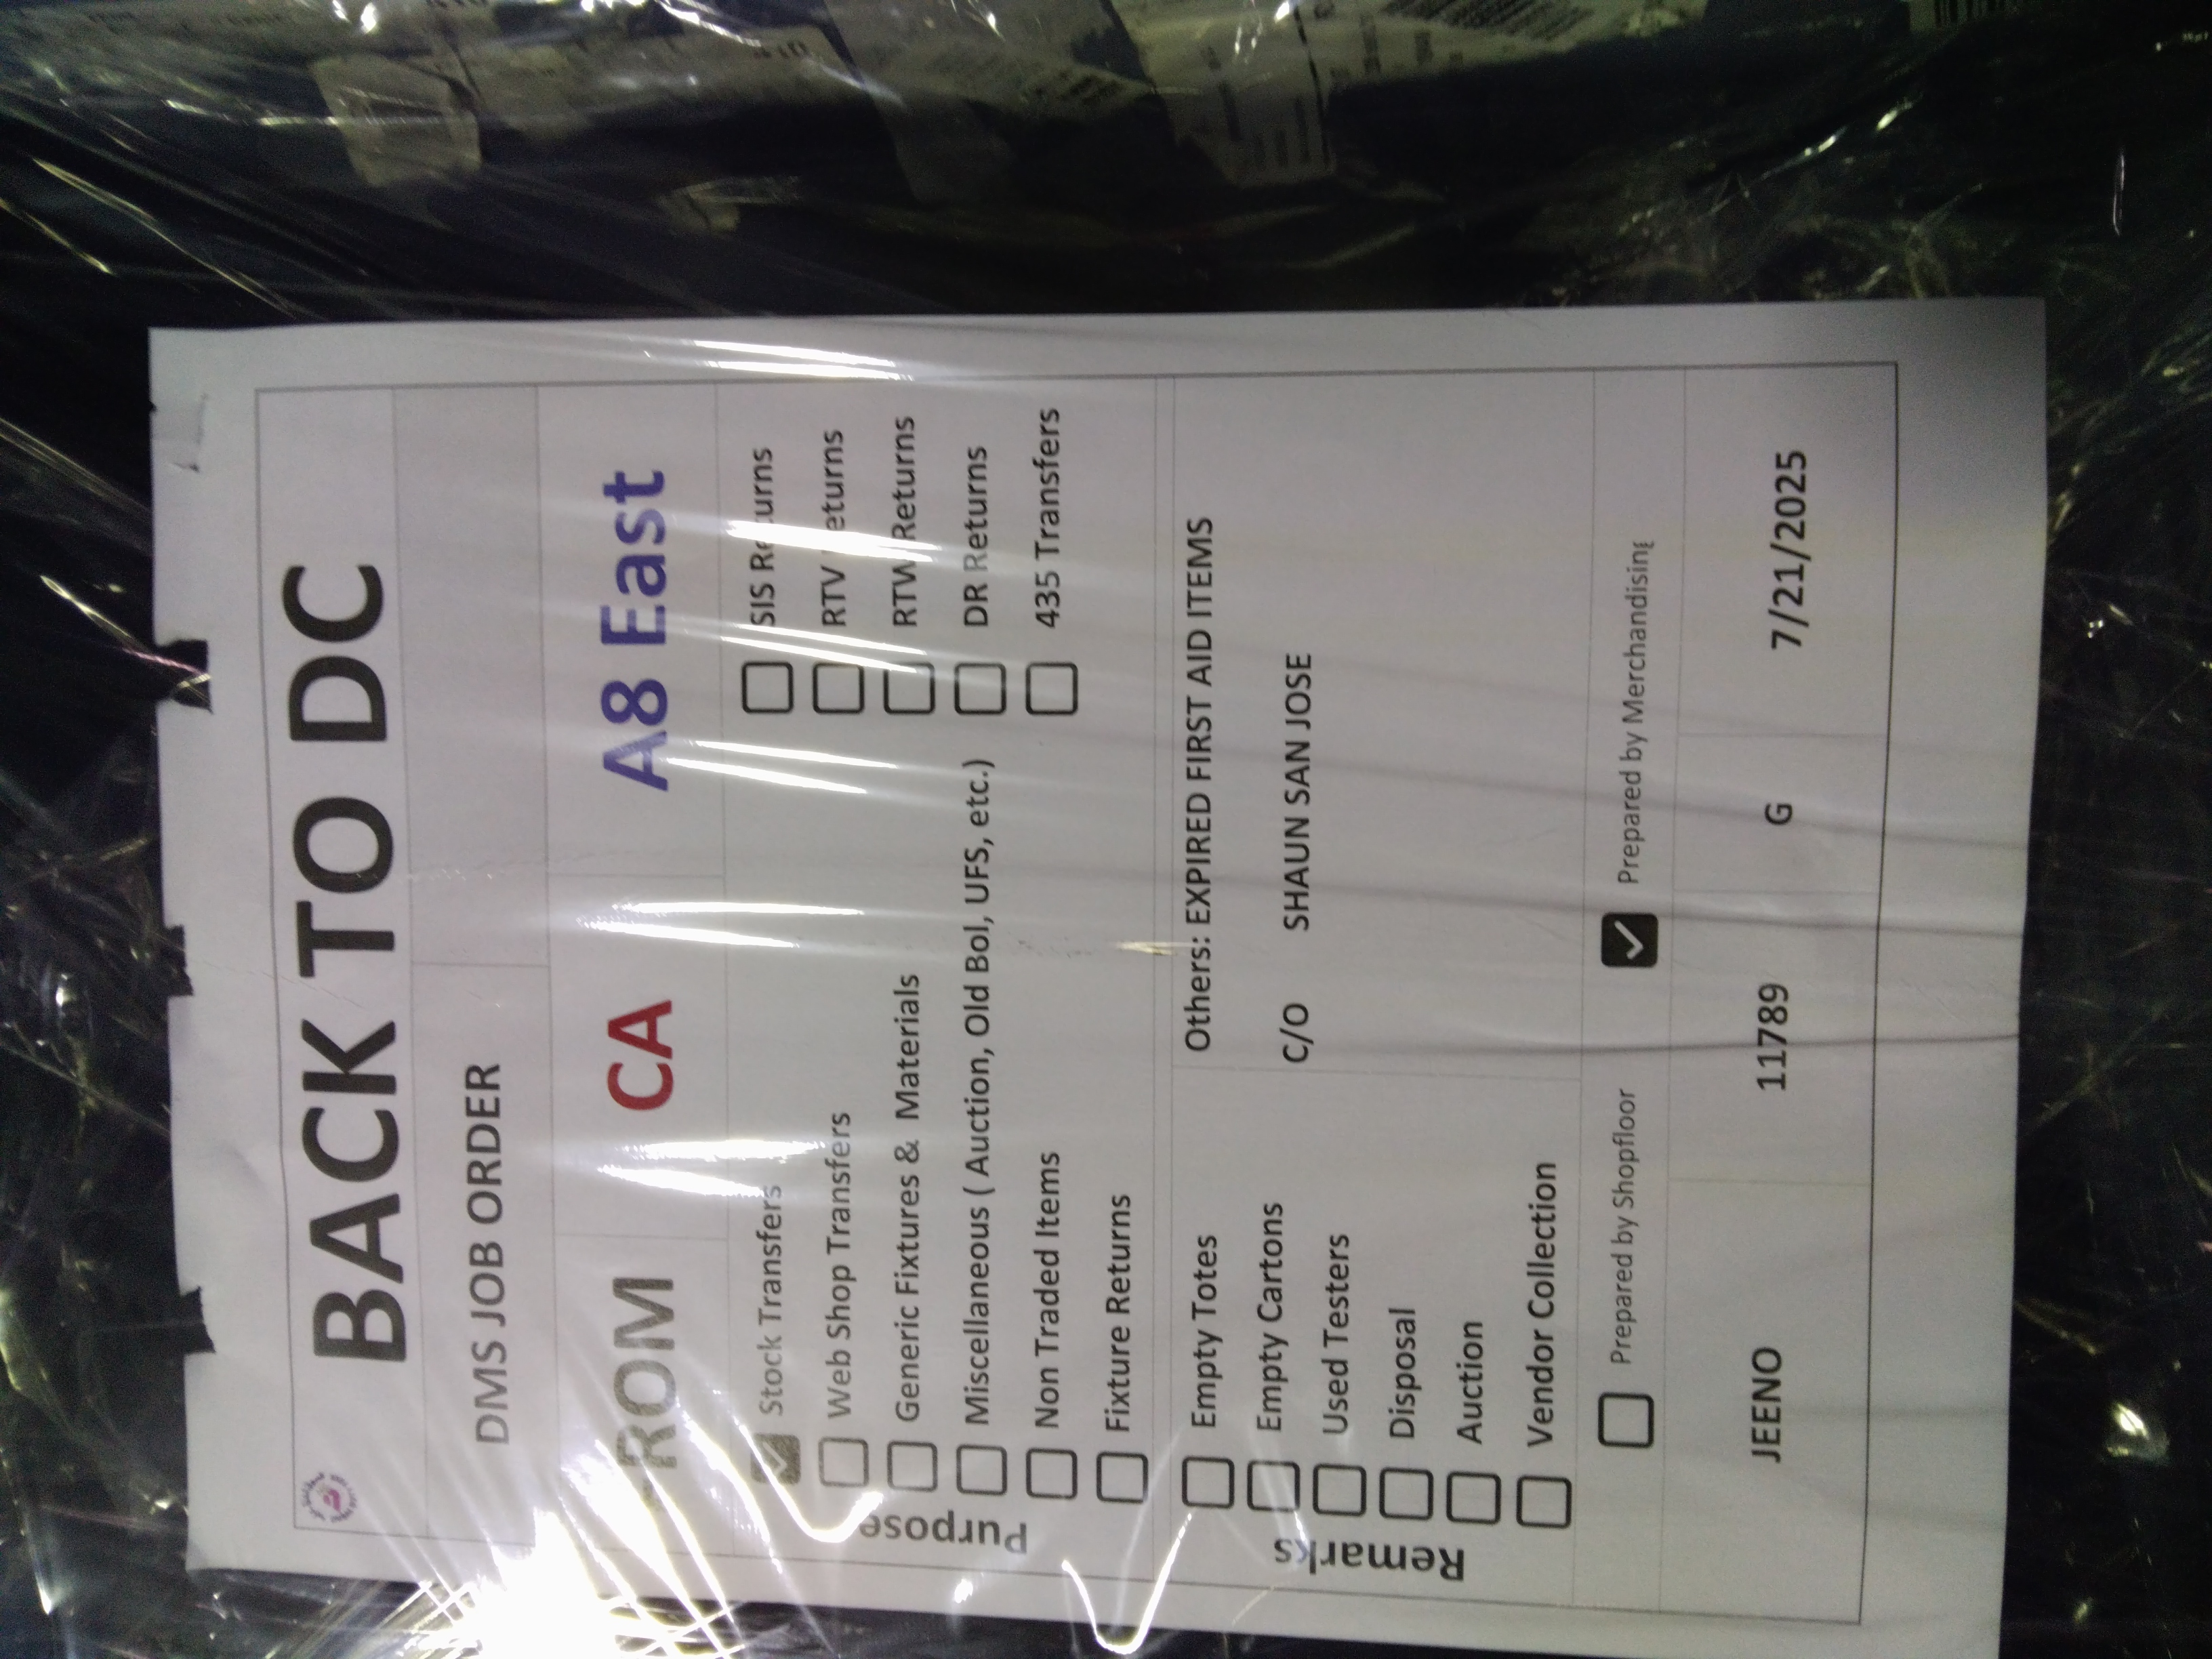 BACK TO DC
DMS JOB ORDER
ROM CA A8 East
Purpose
Stock Transfers
Web Shop Transfers
Generic Fixtures & Materials
Miscellaneous ( Auction, Old Bol, UFS, etc.)
Non Traded Items
Fixture Returns
SIS Returns
RTV Returns
RTW Returns
DR Returns
435 Transfers
Remarks
Empty Totes
Empty Cartons
Used Testers
Disposal
Auction
Vendor Collection
Others: EXPIRED FIRST AID ITEMS
C/O SHAUN SAN JOSE
Prepared by Shopfloor
Prepared by Merchandising
JEENO 11789 G 7/21/2025